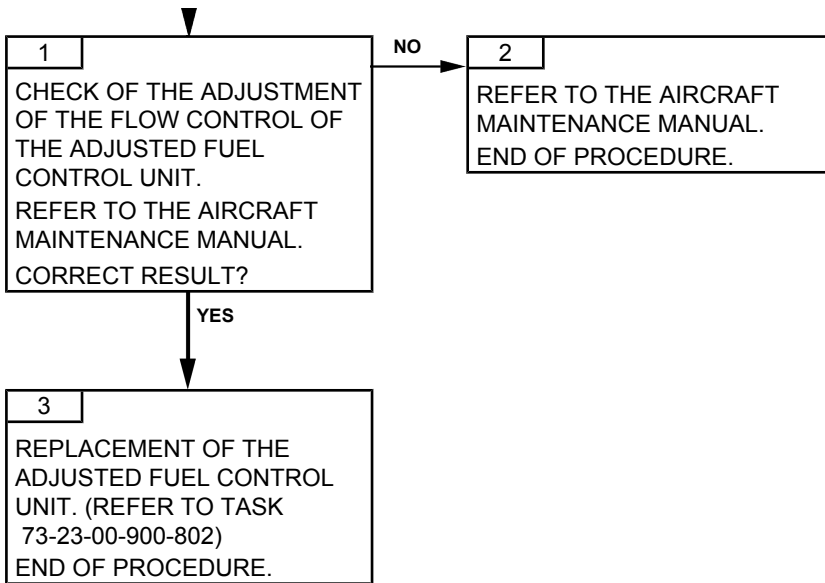 1
CHECK OF THE ADJUSTMENT
OF THE FLOW CONTROL OF
THE ADJUSTED FUEL
CONTROL UNIT.
REFER TO THE AIRCRAFT
MAINTENANCE MANUAL.
CORRECT RESULT?
NO
2
REFER TO THE AIRCRAFT
MAINTENANCE MANUAL.
END OF PROCEDURE.
YES
3
REPLACEMENT OF THE
ADJUSTED FUEL CONTROL
UNIT. (REFER TO TASK
73-23-00-900-802)
END OF PROCEDURE.